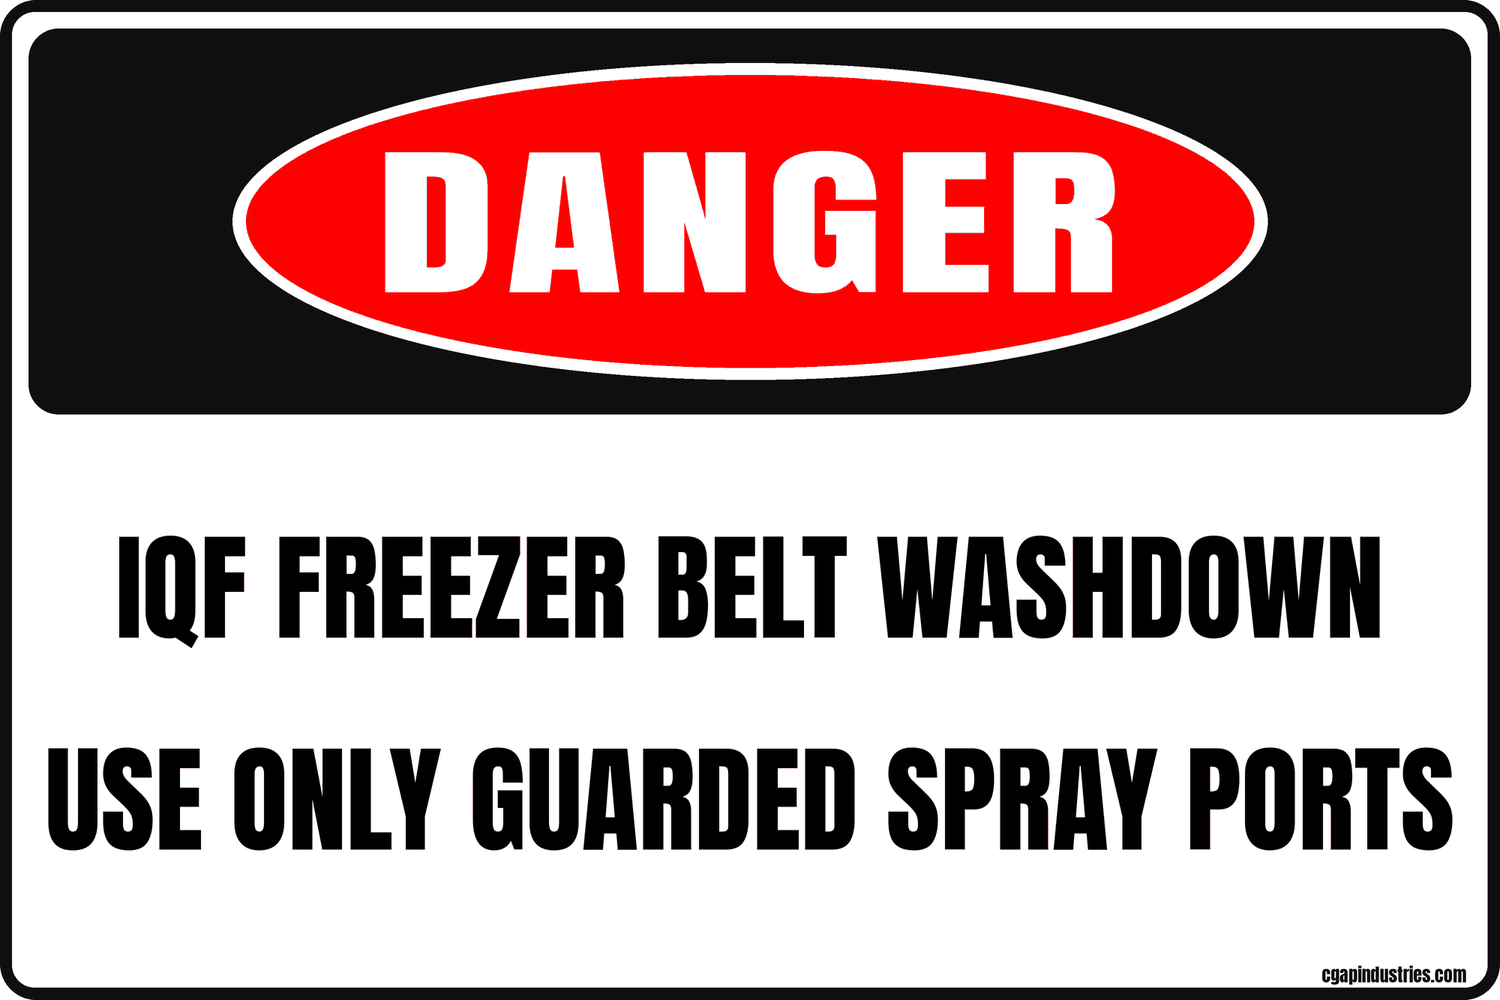 DANGER
IQF FREEZER BELT WASHDOWN
USE ONLY GUARDED SPRAY PORTS
cgapindustries.com